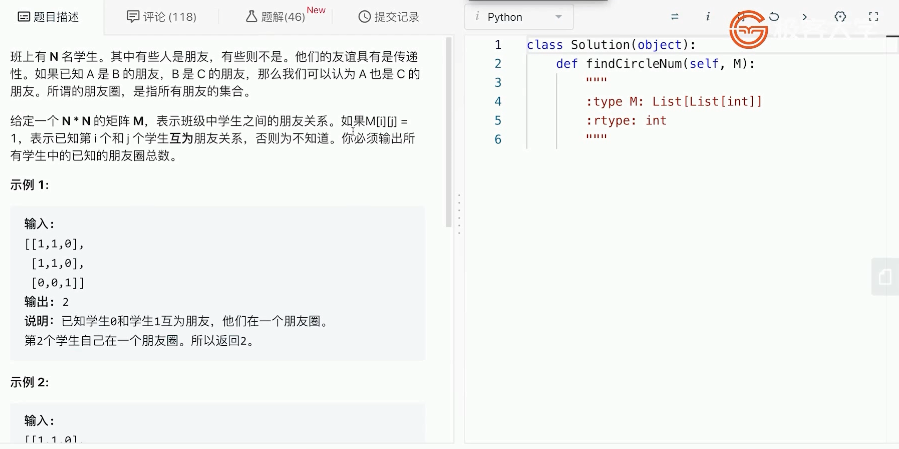 题目描述
评论 (118)
题解(46)
New
提交记录
班上有 N 名学生。其中有些人是朋友，有些则不是。他们的友谊具有是传递
性。如果已知 A 是 B 的朋友，B 是 C 的朋友，那么我们可以认为 A 也是 C 的
朋友。所谓的朋友圈，是指所有朋友的集合。
给定一个 N * N 的矩阵 M，表示班级中学生之间的朋友关系。如果M[i][j] =
1，表示已知第 i 个和 j 个学生互为朋友关系，否则为不知道。你必须输出所
有学生中的已知的朋友圈总数。
示例 1:
输入:
[[1,1,0],
[1,1,0],
[0,0,1]]
输出: 2
说明: 已知学生0和学生1互为朋友，他们在一个朋友圈。
第2个学生自己在一个朋友圈。所以返回2。
示例 2:
输入:
[[1,1,0],
i Python
i
1 class Solution(object):
2 def findCircleNum(self, M):
3 """
4 :type M: List[List[int]]
5 :rtype: int
6 """